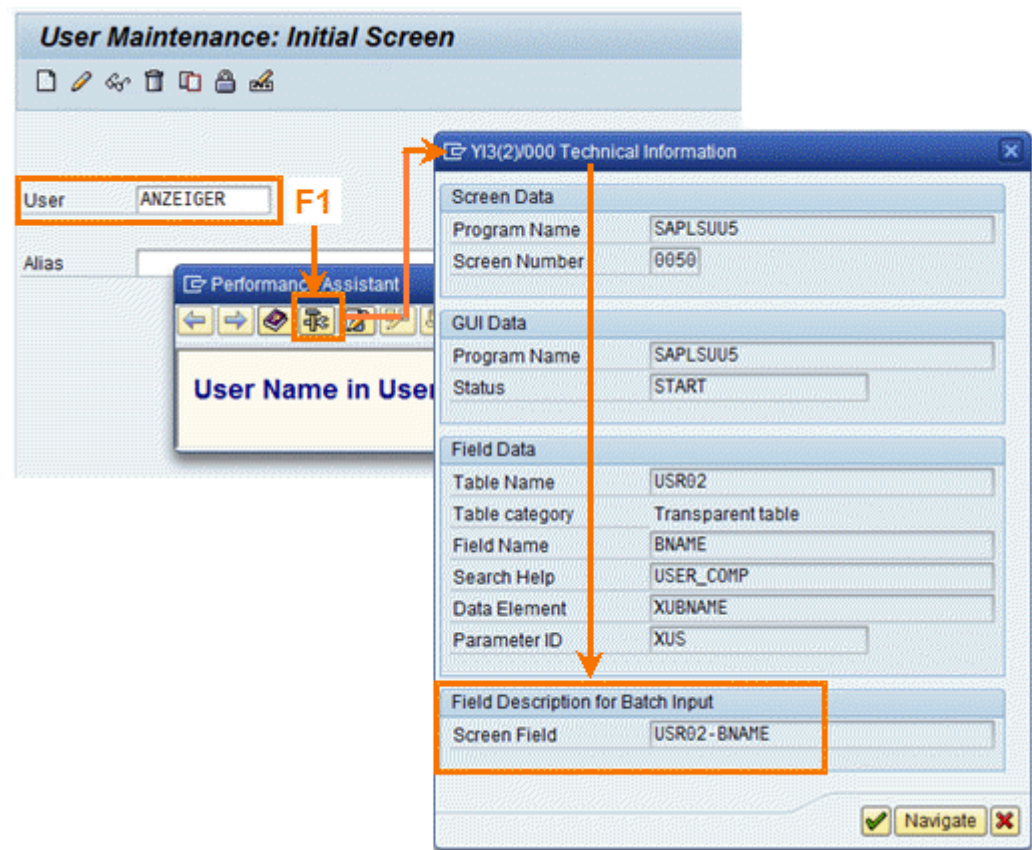 User Maintenance: Initial Screen
User ANZEIGER F1
Alias
Performance Assistant
User Name in User
YI3(2)/000 Technical Information
Screen Data
Program Name SAPLSUU5
Screen Number 0050
GUI Data
Program Name SAPLSUU5
Status START
Field Data
Table Name USR02
Table category Transparent table
Field Name BNAME
Search Help USER_COMP
Data Element XUBNAME
Parameter ID XUS
Field Description for Batch Input
Screen Field USR02-BNAME
Navigate